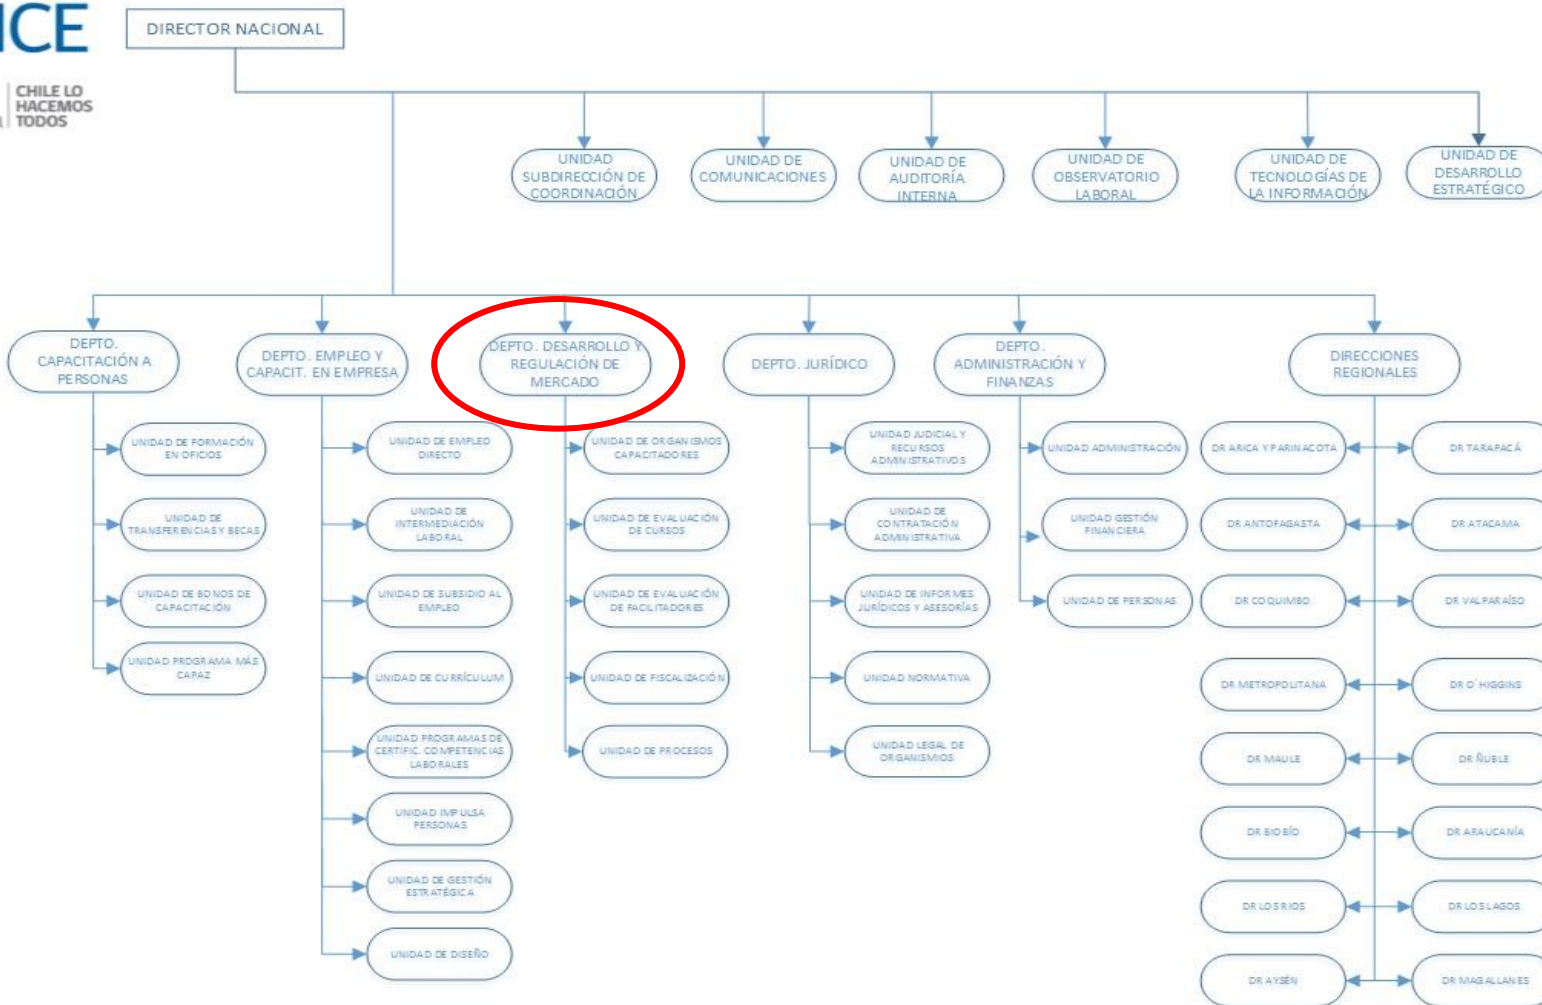 DIRECTOR NACIONAL
CHILE LO
HACEMOS
TODOS
UNIDAD
SUBDIRECCIÓN DE
COORDINACIÓN
UNIDAD DE
COMUNICACIONES
UNIDAD DE
AUDITORÍA
INTERNA
UNIDAD DE
OBSERVATORIO
LABORAL
UNIDAD DE
TECNOLOGÍAS DE
LA INFORMACIÓN
UNIDAD DE
DESARROLLO
ESTRATÉGICO
DEPTO.
CAPACITACIÓN A
PERSONAS
DEPTO. EMPLEO Y
CAPACIT. EN EMPRESA
DEPTO. DESARROLLO Y
REGULACIÓN DE
MERCADO
DEPTO. JURÍDICO
DEPTO.
ADMINISTRACIÓN Y
FINANZAS
DIRECCIONES
REGIONALES
UNIDAD DE FORMACIÓN
EN OFICIOS
UNIDAD DE
TRANSFERENCIAS Y BECAS
UNIDAD DE BONOS DE
CAPACITACIÓN
UNIDAD PROGRAMA MÁS
CAPAZ
UNIDAD DE EMPLEO
DIRECTO
UNIDAD DE
INTERMEDIACIÓN
LABORAL
UNIDAD DE SUBSIDIO AL
EMPLEO
UNIDAD DE CURRÍCULUM
UNIDAD PROGRAMAS DE
CERTIFIC. COMPETENCIAS
LABORALES
UNIDAD IMPULSA
PERSONAS
UNIDAD DE GESTIÓN
ESTRATÉGICA
UNIDAD DE DISEÑO
UNIDAD DE ORGANISMOS
CAPACITADORES
UNIDAD DE EVALUACIÓN
DE CURSOS
UNIDAD DE EVALUACIÓN
DE FACILITADORES
UNIDAD DE FISCALIZACIÓN
UNIDAD DE PROCESOS
UNIDAD JUDICIAL Y
RECURSOS
ADMINISTRATIVOS
UNIDAD DE
CONTRATACIÓN
ADMINISTRATIVA
UNIDAD DE INFORMES
JURÍDICOS Y ASESORÍAS
UNIDAD NORMATIVA
UNIDAD LEGAL DE
ORGANISMIOS
UNIDAD ADMINISTRACIÓN
UNIDAD GESTIÓN
FINANCIERA
UNIDAD DE PERSONAS
DR ARICA Y PARINACOTA
DR TARAPACÁ
DR ANTOFAGASTA
DR ATACAMA
DR COQUIMBO
DR VALPARAÍSO
DR METROPOLITANA
DR O´HIGGINS
DR MAULE
DR ÑUBLE
DR BIOBÍO
DR ARAUCANÍA
DR LOS RIOS
DR LOS LAGOS
DR AYSÉN
DR MAGALLANES